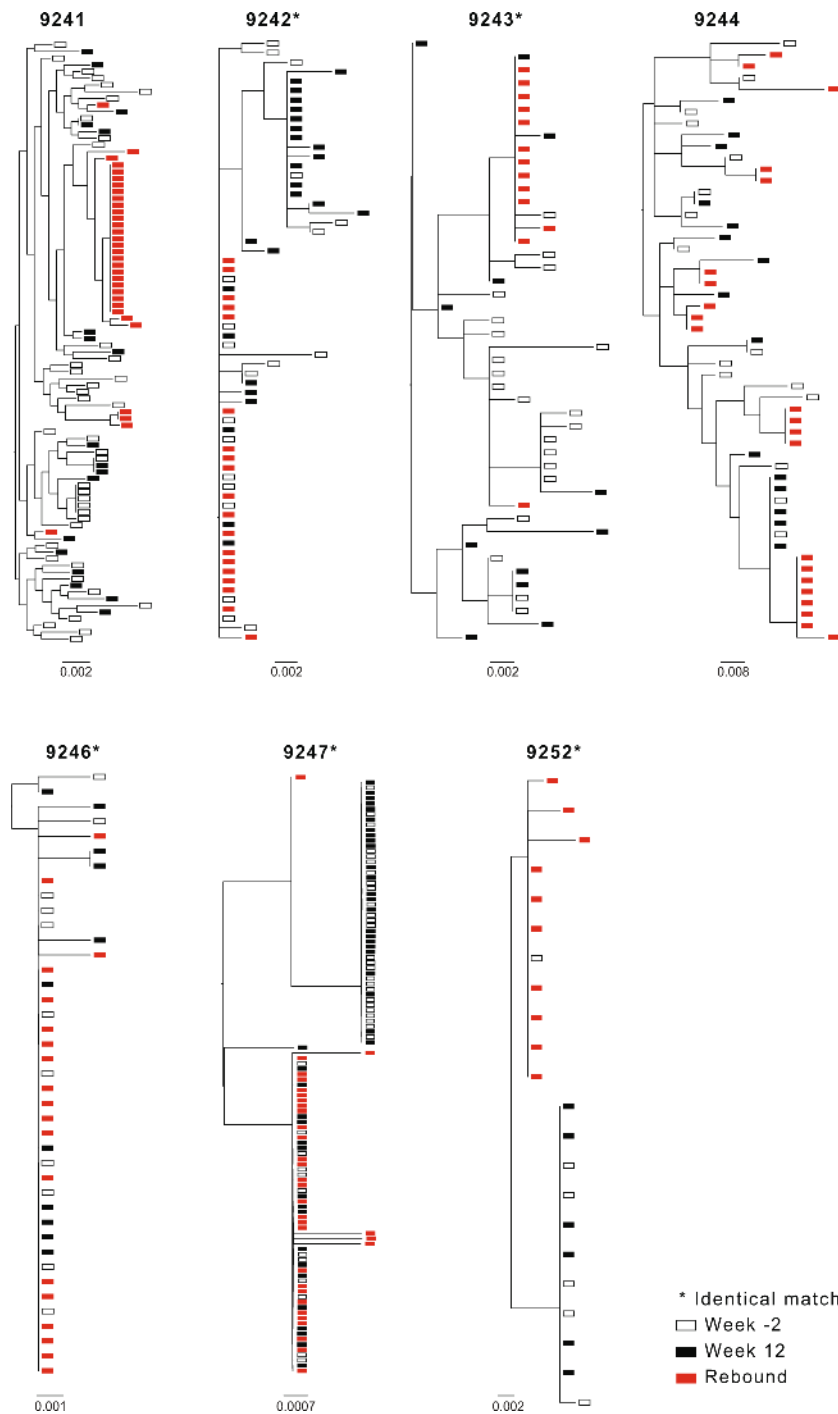 9241 9242* 9243* 9244
0.002 0.002 0.002 0.008
9246* 9247* 9252*
* Identical match
Week -2
Week 12
Rebound
0.001 0.0007 0.002